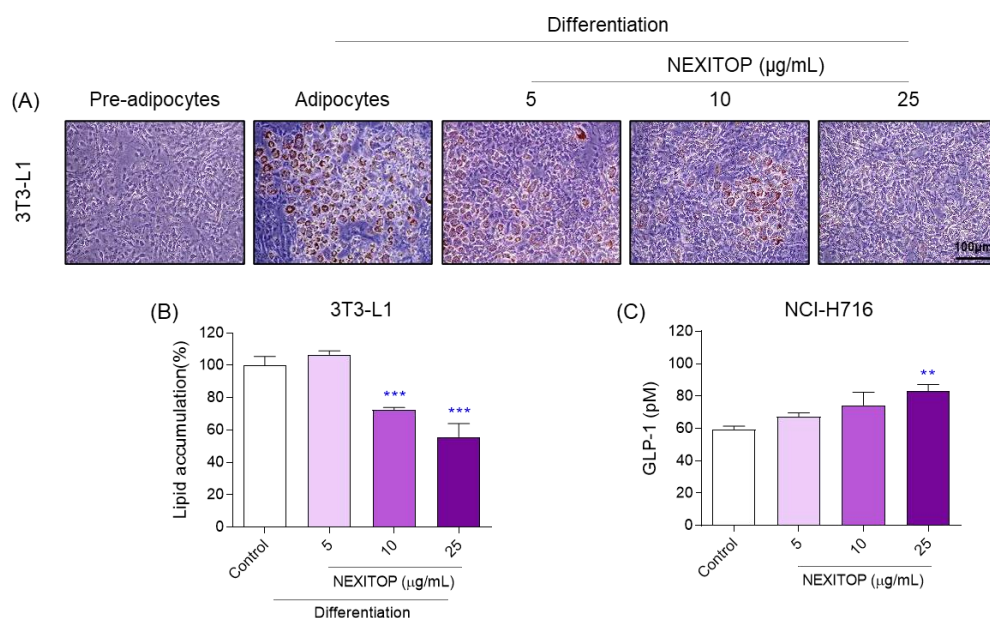 Differentiation
NEXITOP (µg/mL)
(A) Pre-adipocytes Adipocytes 5 10 25
3T3-L1
100µm
(B) 3T3-L1
Lipid accumulation(%)
120
100
80
60
40
20
0
***
***
Control 5 10 25
NEXITOP (µg/mL)
Differentiation
(C) NCI-H716
GLP-1 (pM)
120
100
80
60
40
20
0
**
Control 5 10 25
NEXITOP (µg/mL)